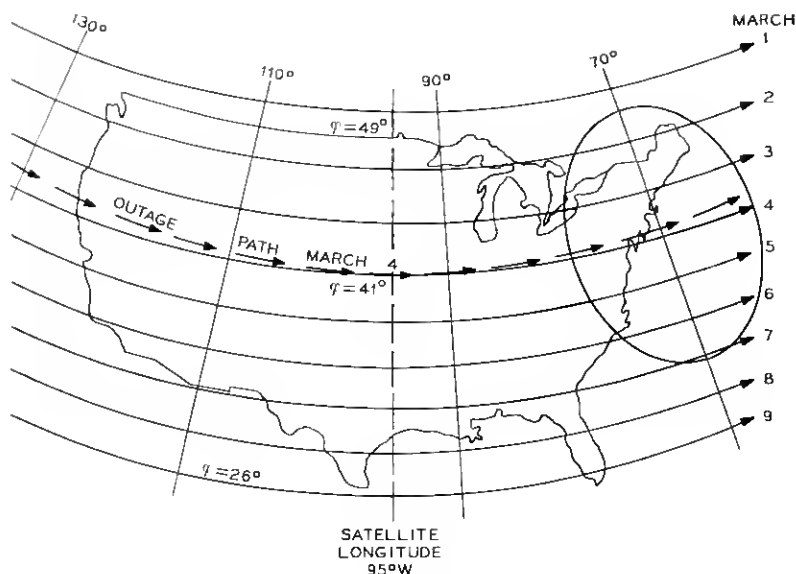 MARCH
130°
110°
90°
70°
1
2
φ=49°
3
4
OUTAGE PATH MARCH 4
φ=41°
5
6
7
8
9
φ=26°
SATELLITE
LONGITUDE
95°W